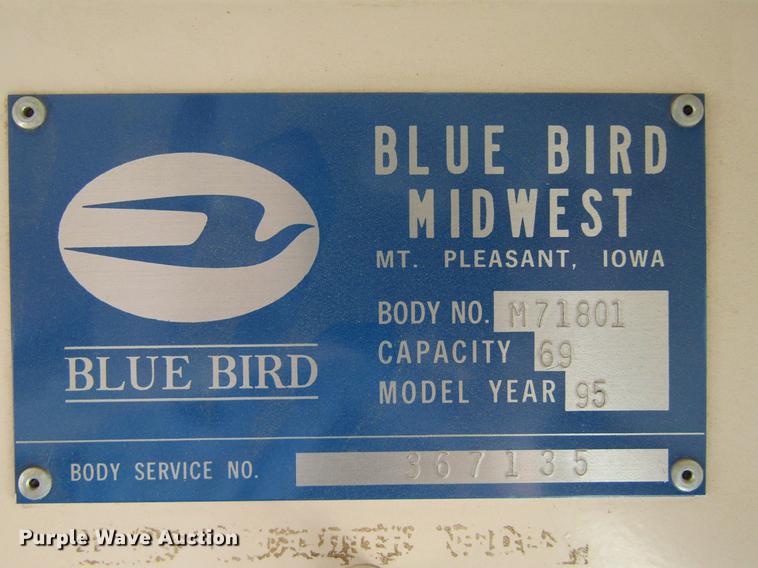 BLUE BIRD
MIDWEST
MT. PLEASANT, IOWA
BODY NO. M71801
CAPACITY 69
MODEL YEAR 95
BLUE BIRD
BODY SERVICE NO. 367135
Purple Wave Auction